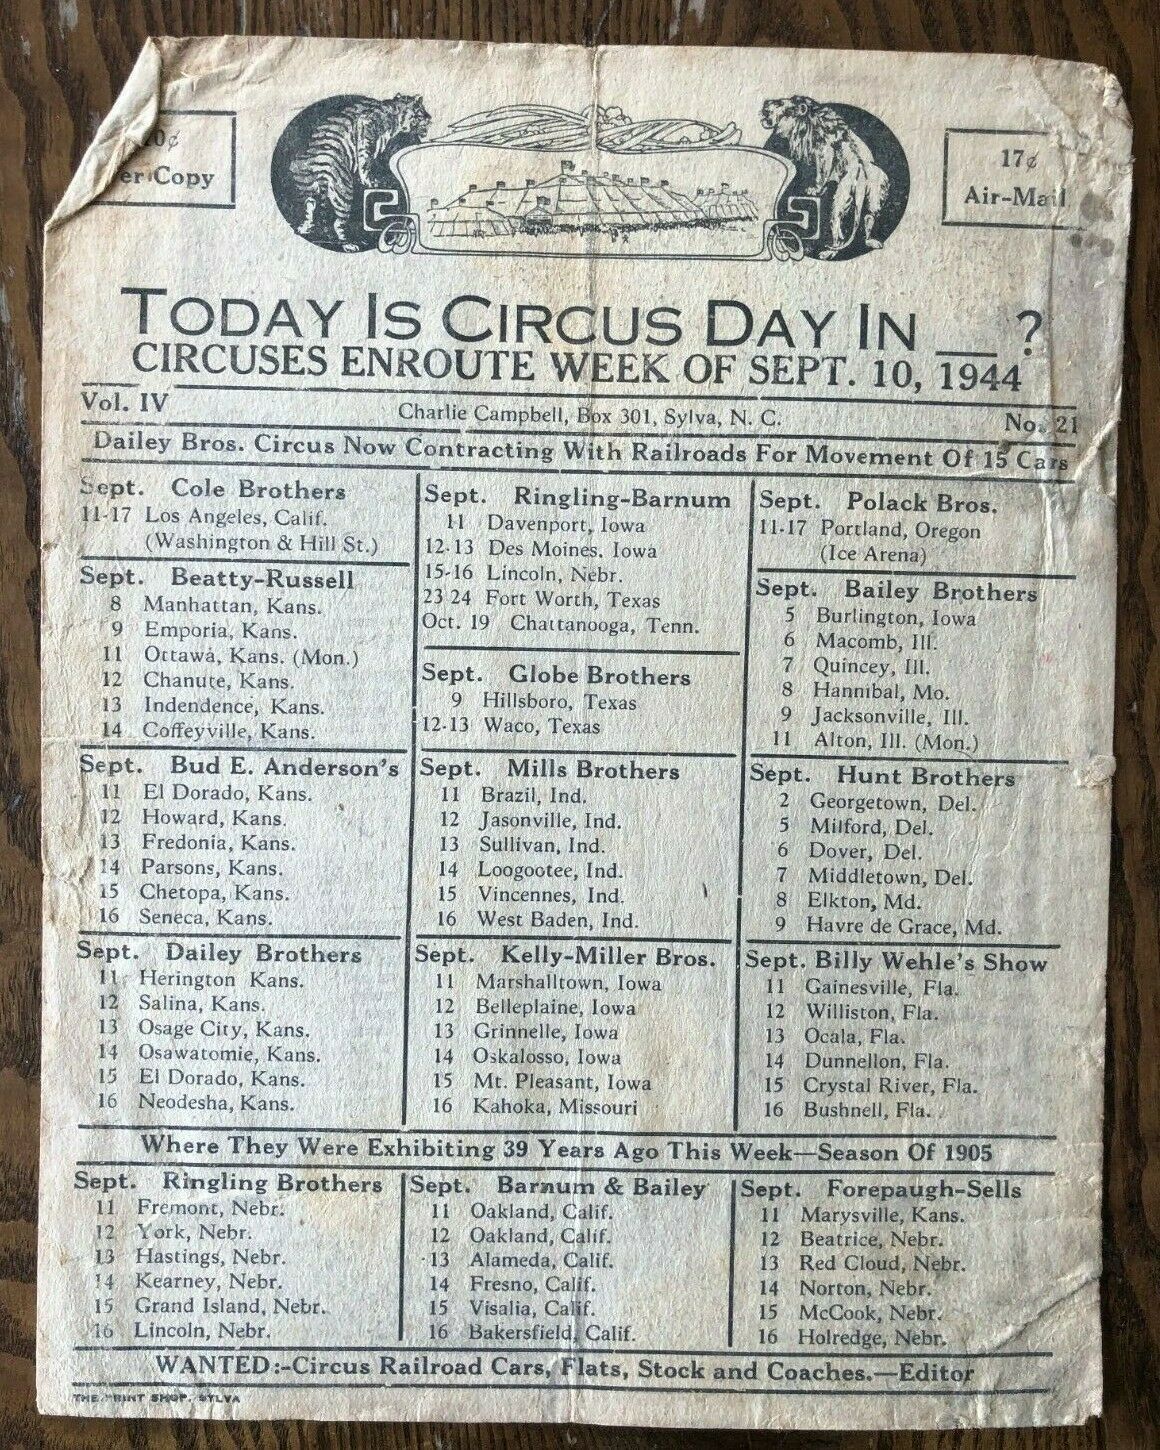 0¢
er Copy
17¢
Air-Mail
TODAY IS CIRCUS DAY IN __ ?
CIRCUSES ENROUTE WEEK OF SEPT. 10, 1944
Vol. IV Charlie Campbell, Box 301, Sylva, N. C. No. 21
Dailey Bros. Circus Now Contracting With Railroads For Movement Of 15 Cars
Sept. Cole Brothers
11-17 Los Angeles, Calif.
(Washington & Hill St.)
Sept. Beatty-Russell
8 Manhattan, Kans.
9 Emporia, Kans.
11 Ottawa, Kans. (Mon.)
12 Chanute, Kans.
13 Indendence, Kans.
14 Coffeyville, Kans.
Sept. Bud E. Anderson's
11 El Dorado, Kans.
12 Howard, Kans.
13 Fredonia, Kans.
14 Parsons, Kans.
15 Chetopa, Kans.
16 Seneca, Kans.
Sept. Dailey Brothers
11 Herington Kans.
12 Salina, Kans.
13 Osage City, Kans.
14 Osawatomie, Kans.
15 El Dorado, Kans.
16 Neodesha, Kans.
Sept. Ringling-Barnum
11 Davenport, Iowa
12-13 Des Moines. Iowa
15-16 Lincoln, Nebr.
23 24 Fort Worth, Texas
Oct. 19 Chattanooga, Tenn.
Sept. Globe Brothers
9 Hillsboro, Texas
12-13 Waco, Texas
Sept. Mills Brothers
11 Brazil, Ind.
12 Jasonville, Ind.
13 Sullivan, Ind.
14 Loogootee, Ind.
15 Vincennes, Ind.
16 West Baden, Ind.
Sept. Kelly-Miller Bros.
11 Marshalltown, Iowa
12 Belleplaine, Iowa
13 Grinnelle, Iowa
14 Oskalosso, Iowa
15 Mt. Pleasant, Iowa
16 Kahoka, Missouri
Sept. Polack Bros.
11-17 Portland, Oregon
(Ice Arena)
Sept. Bailey Brothers
5 Burlington, Iowa
6 Macomb, Ill.
7 Quincey, Ill.
8 Hannibal, Mo.
9 Jacksonville, Ill.
11 Alton, Ill. (Mon.)
Sept. Hunt Brothers
2 Georgetown, Del.
5 Milford, Del.
6 Dover, Del.
7 Middletown, Del.
8 Elkton, Md.
9 Havre de Grace, Md.
Sept. Billy Wehle's Show
11 Gainesville, Fla.
12 Williston, Fla.
13 Ocala, Fla.
14 Dunnellon, Fla.
15 Crystal River, Fla.
16 Bushnell, Fla.
Where They Were Exhibiting 39 Years Ago This Week—Season Of 1905
Sept. Ringling Brothers
11 Fremont, Nebr.
12 York, Nebr.
13 Hastings, Nebr.
14 Kearney, Nebr.
15 Grand Island, Nebr.
16 Lincoln, Nebr.
Sept. Barnum & Bailey
11 Oakland, Calif.
12 Oakland, Calif.
13 Alameda, Calif.
14 Fresno, Calif.
15 Visalia, Calif.
16 Bakersfield, Calif.
Sept. Forepaugh-Sells
11 Marysville, Kans.
12 Beatrice, Nebr.
13 Red Cloud, Nebr.
14 Norton, Nebr.
15 McCook, Nebr.
16 Holredge, Nebr.
WANTED:-Circus Railroad Cars, Flats, Stock and Coaches.—Editor
THE PRINT SHOP, SYLVA